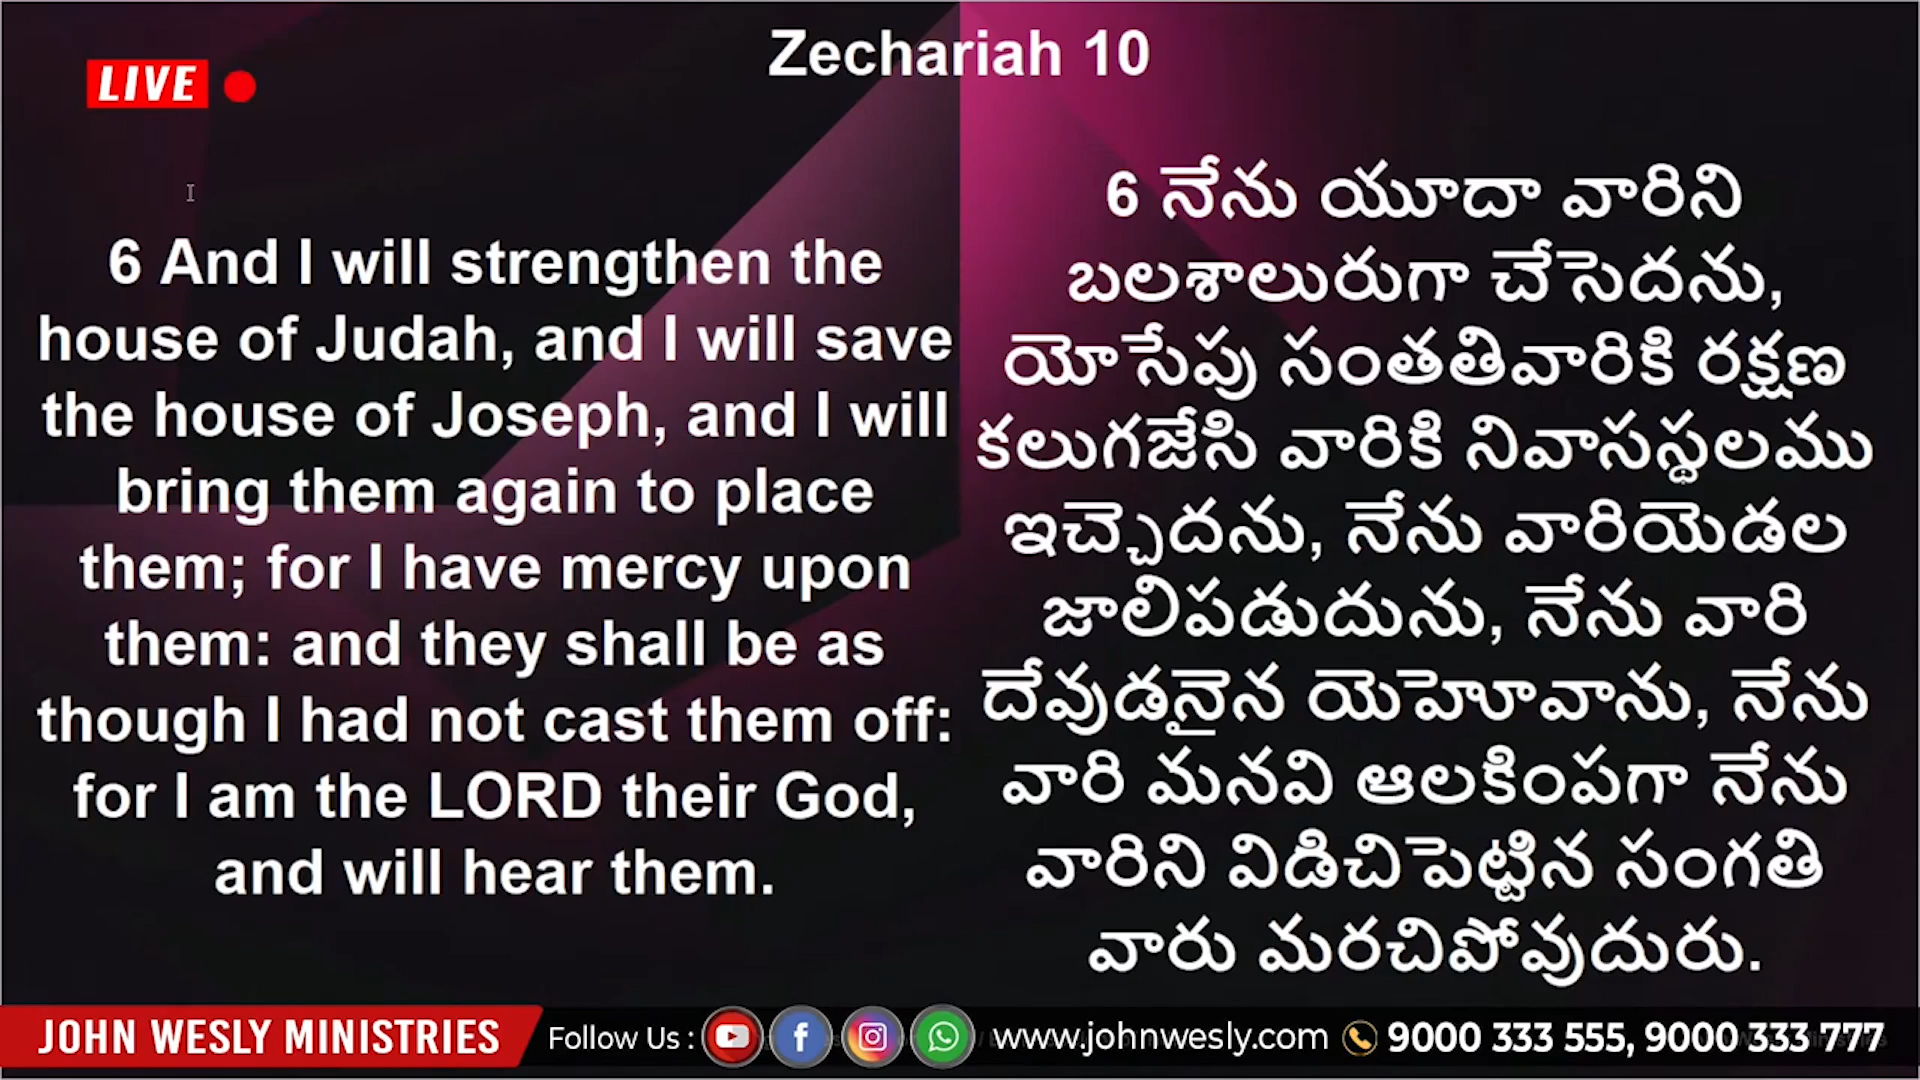 Zechariah 10
LIVE
6 And I will strengthen the
house of Judah, and I will save
the house of Joseph, and I will
bring them again to place
them; for I have mercy upon
them: and they shall be as
though I had not cast them off:
for I am the LORD their God,
and will hear them.
6 నేను యూదా వారిని
బలశాలురుగా చేసెదను,
యోసేపు సంతతివారికి రక్షణ
కలుగజేసి వారికి నివాసస్థలము
ఇచ్చెదను, నేను వారియెడల
జాలిపడుదును, నేను వారి
దేవుడనైన యెహోవాను, నేను
వారి మనవి ఆలకింపగా నేను
వారిని విడిచిపెట్టిన సంగతి
వారు మరచిపోవుదురు.
JOHN WESLY MINISTRIES Follow Us : www.johnwesly.com 9000 333 555, 9000 333 777